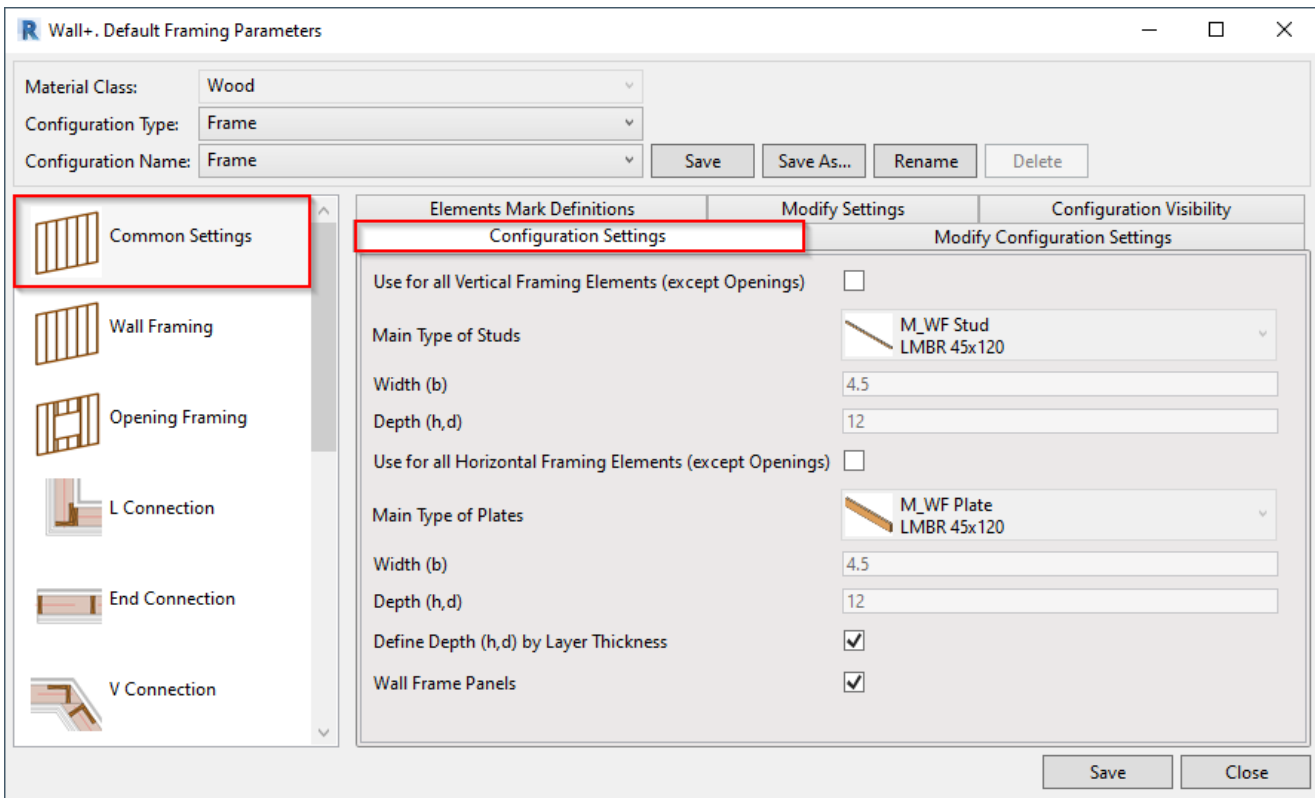 Wall+. Default Framing Parameters
Material Class: Wood
Configuration Type: Frame
Configuration Name: Frame Save Save As... Rename Delete
Common Settings
Wall Framing
Opening Framing
L Connection
End Connection
V Connection
Elements Mark Definitions Modify Settings Configuration Visibility
Configuration Settings Modify Configuration Settings
Use for all Vertical Framing Elements (except Openings)
Main Type of Studs M_WF Stud
LMBR 45x120
Width (b) 4.5
Depth (h,d) 12
Use for all Horizontal Framing Elements (except Openings)
Main Type of Plates M_WF Plate
LMBR 45x120
Width (b) 4.5
Depth (h,d) 12
Define Depth (h,d) by Layer Thickness
Wall Frame Panels
Save Close